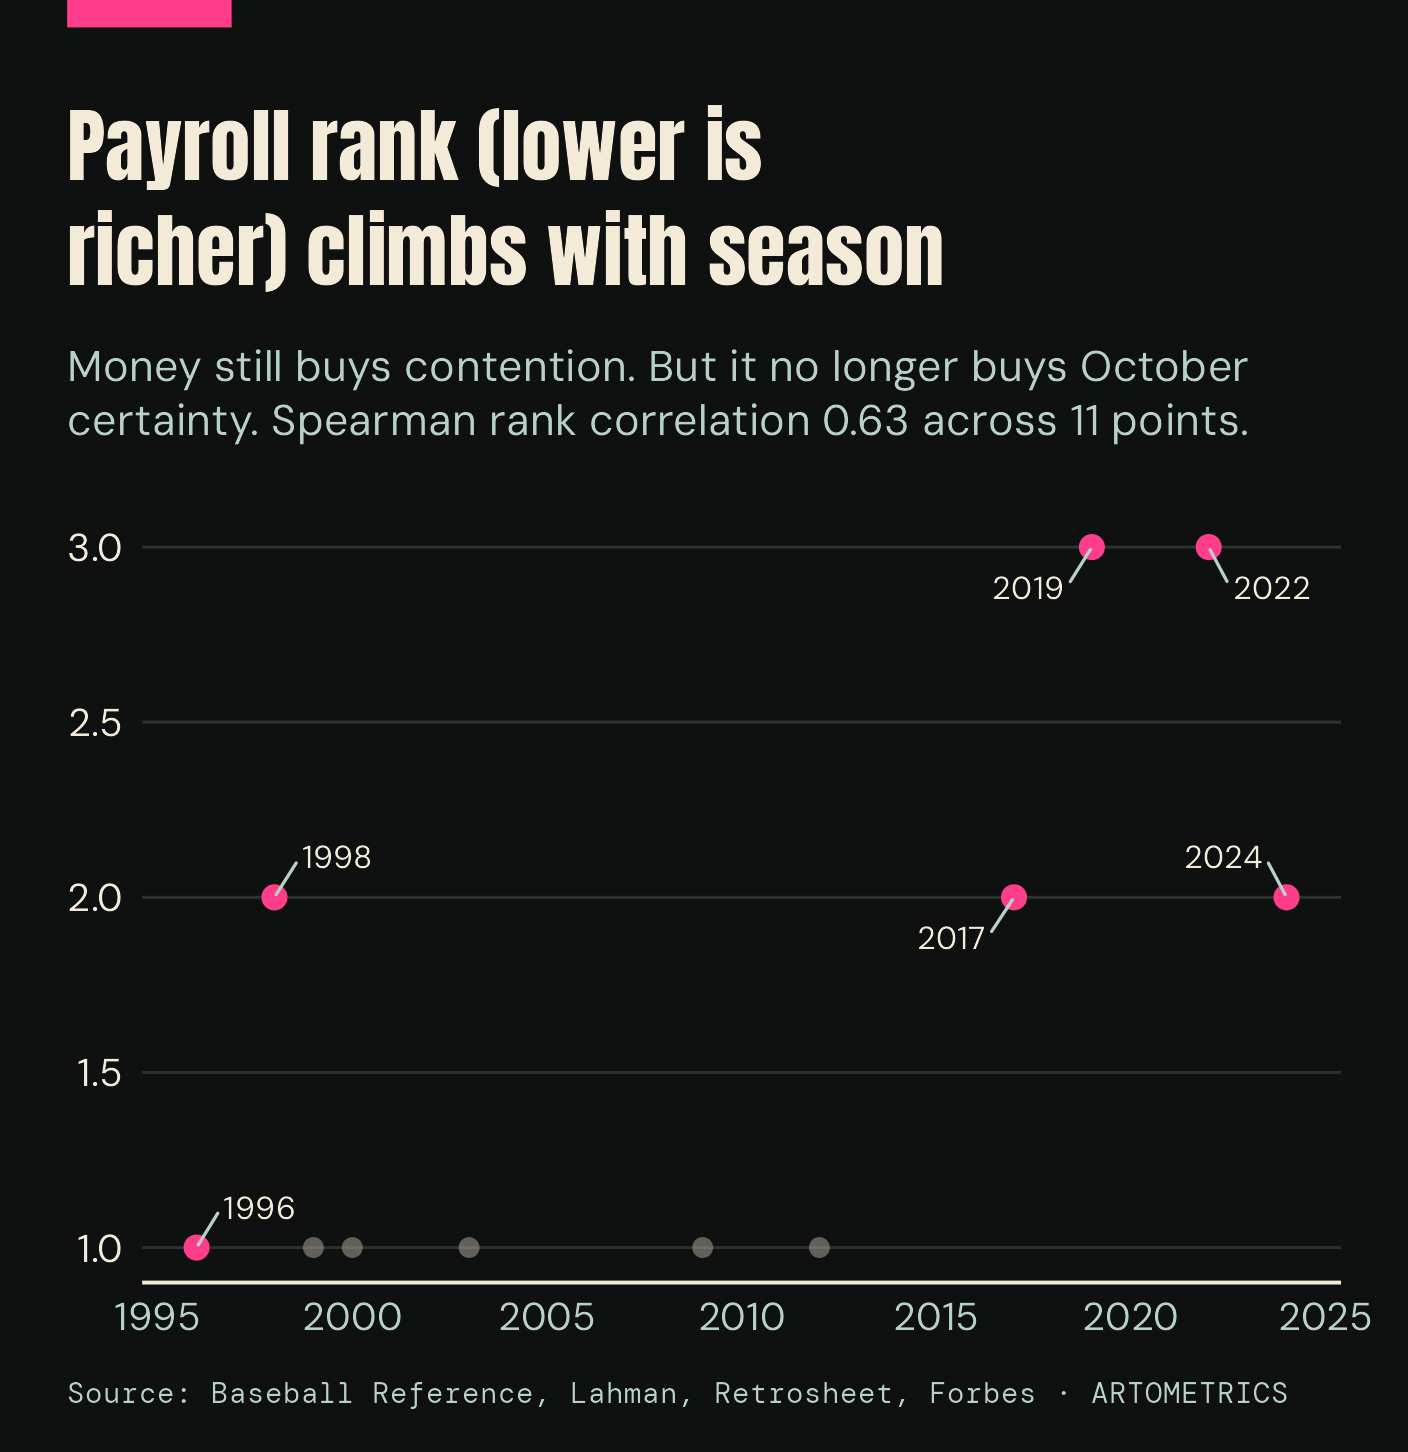 Payroll rank (lower is
richer) climbs with season
Money still buys contention. But it no longer buys October
certainty. Spearman rank correlation 0.63 across 11 points.
3.0
2019
2022
2.5
1998
2024
2.0
2017
1.5
1996
1.0
1995 2000 2005 2010 2015 2020 2025
Source: Baseball Reference, Lahman, Retrosheet, Forbes · ARTOMETRICS